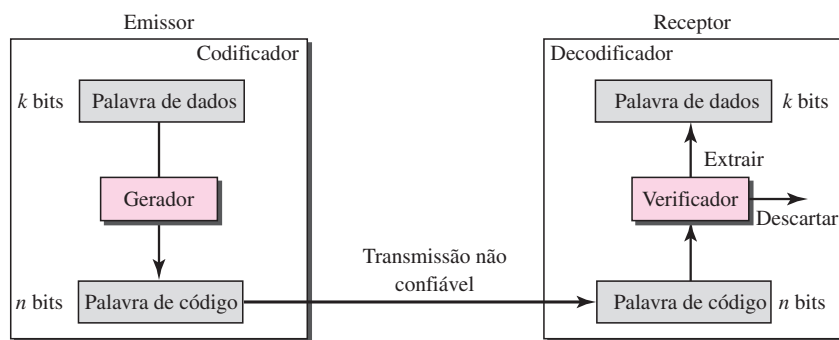 Emissor
Receptor
Codificador
Decodificador
k bits
Palavra de dados
Palavra de dados
k bits
Extrair
Gerador
Verificador
Descartar
Transmissão não
confiável
n bits
Palavra de código
Palavra de código
n bits